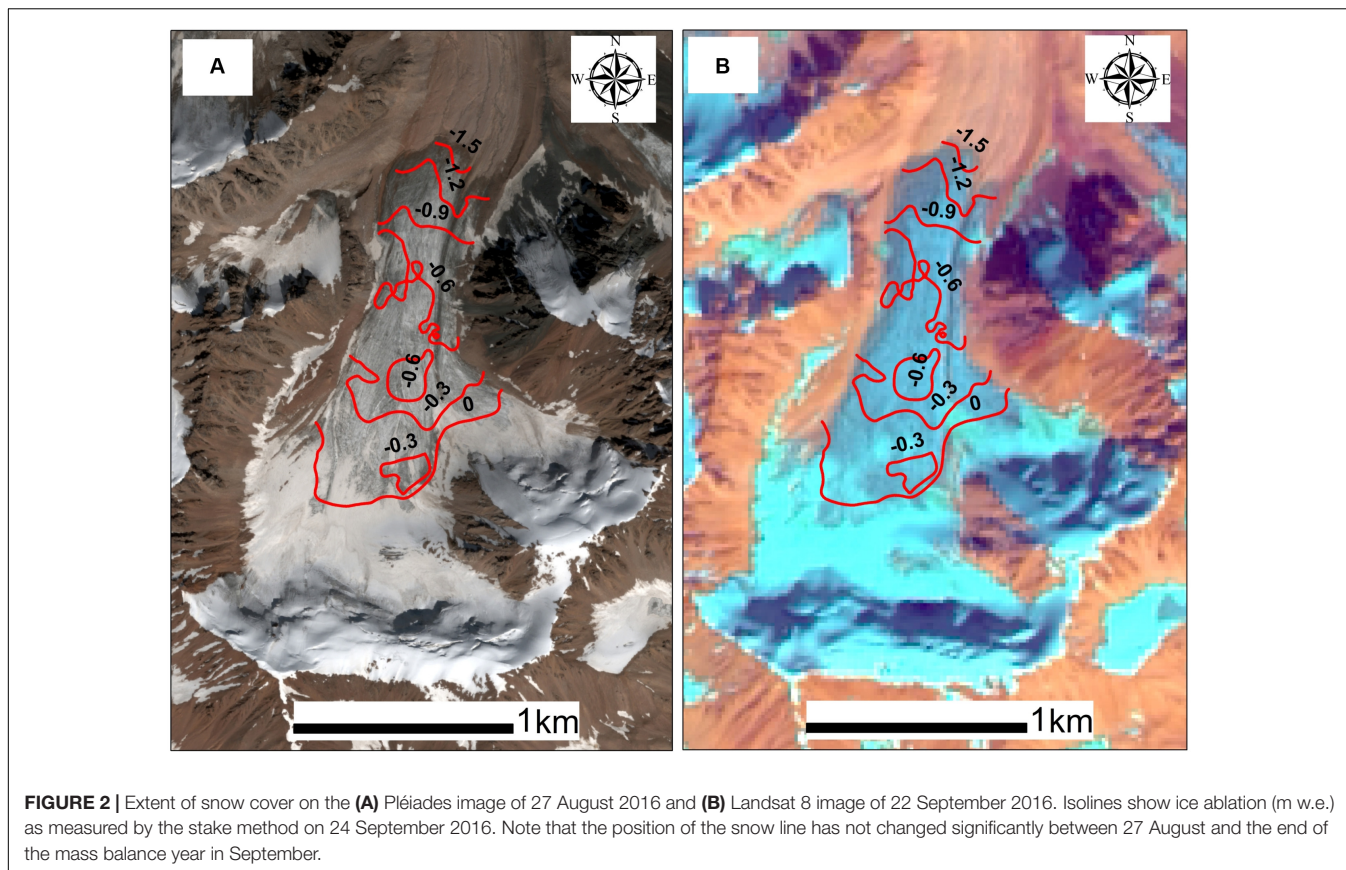 A
N
W E
S
-1.5
-1.2
-0.9
-0.6
-0.6
-0.3
0
-0.3
1km
B
N
W E
S
-1.5
-1.2
-0.9
-0.6
-0.6
-0.3
0
-0.3
1km
FIGURE 2 | Extent of snow cover on the (A) Pléiades image of 27 August 2016 and (B) Landsat 8 image of 22 September 2016. Isolines show ice ablation (m w.e.)
as measured by the stake method on 24 September 2016. Note that the position of the snow line has not changed significantly between 27 August and the end of
the mass balance year in September.